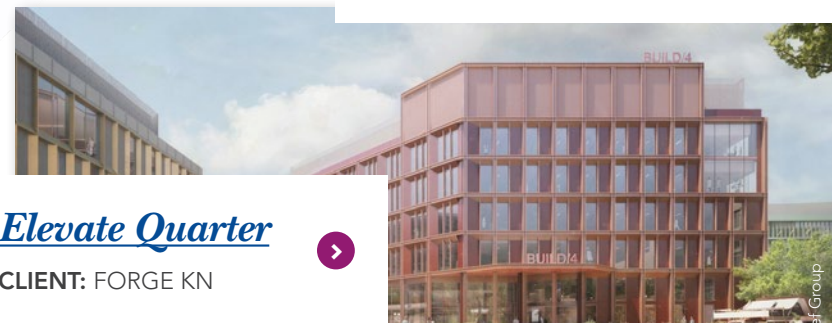 BUILD/4
BUILD/4
Elevate Quarter
CLIENT: FORGE KN
Group